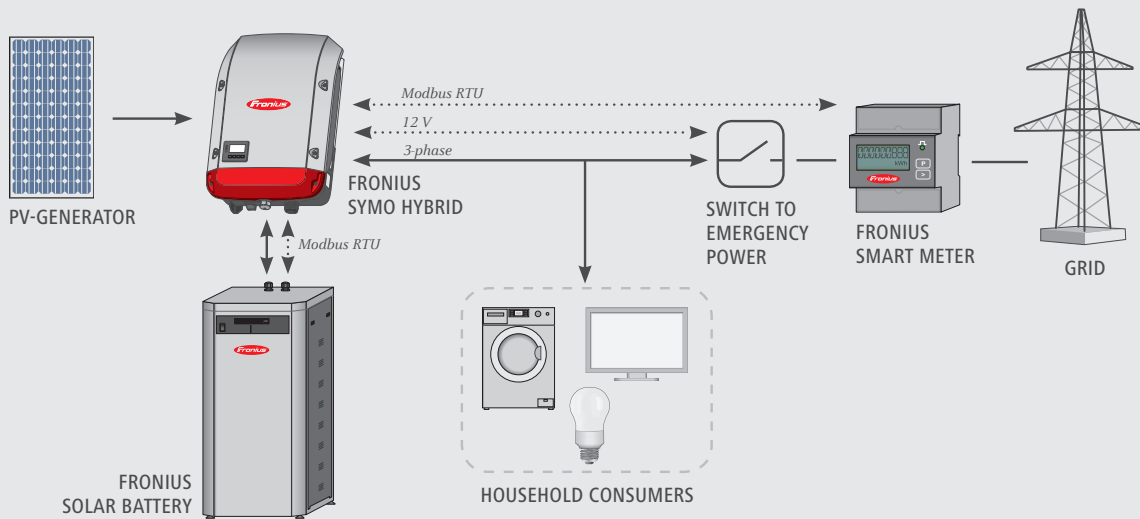 PV-GENERATOR
Fronius
FRONIUS
SYMO HYBRID
Modbus RTU
12 V
3-phase
SWITCH TO
EMERGENCY
POWER
kWh
P
>
Fronius
FRONIUS
SMART METER
GRID
Modbus RTU
Fronius
FRONIUS
SOLAR BATTERY
HOUSEHOLD CONSUMERS